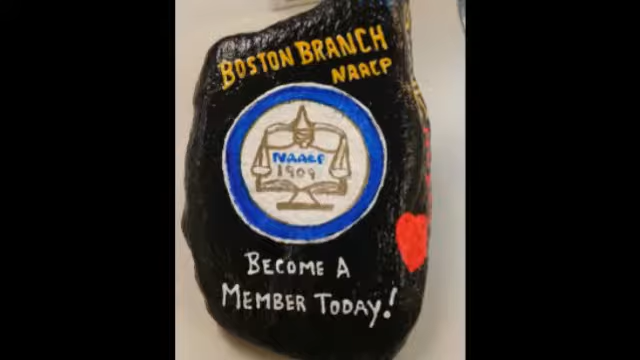 BOSTON BRANCH
NAACP
NAACP
1909
BECOME A
MEMBER TODAY!